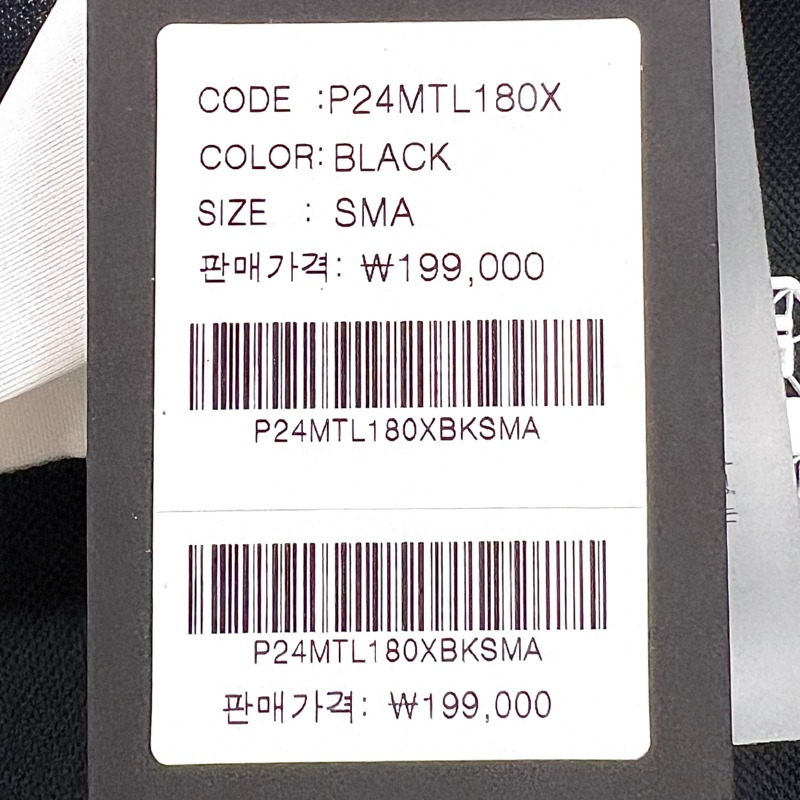 CODE :P24MTL180X
COLOR: BLACK
SIZE : SMA
판매가격: ₩199,000
P24MTL180XBKSMA
P24MTL180XBKSMA
판매가격: ₩199,000